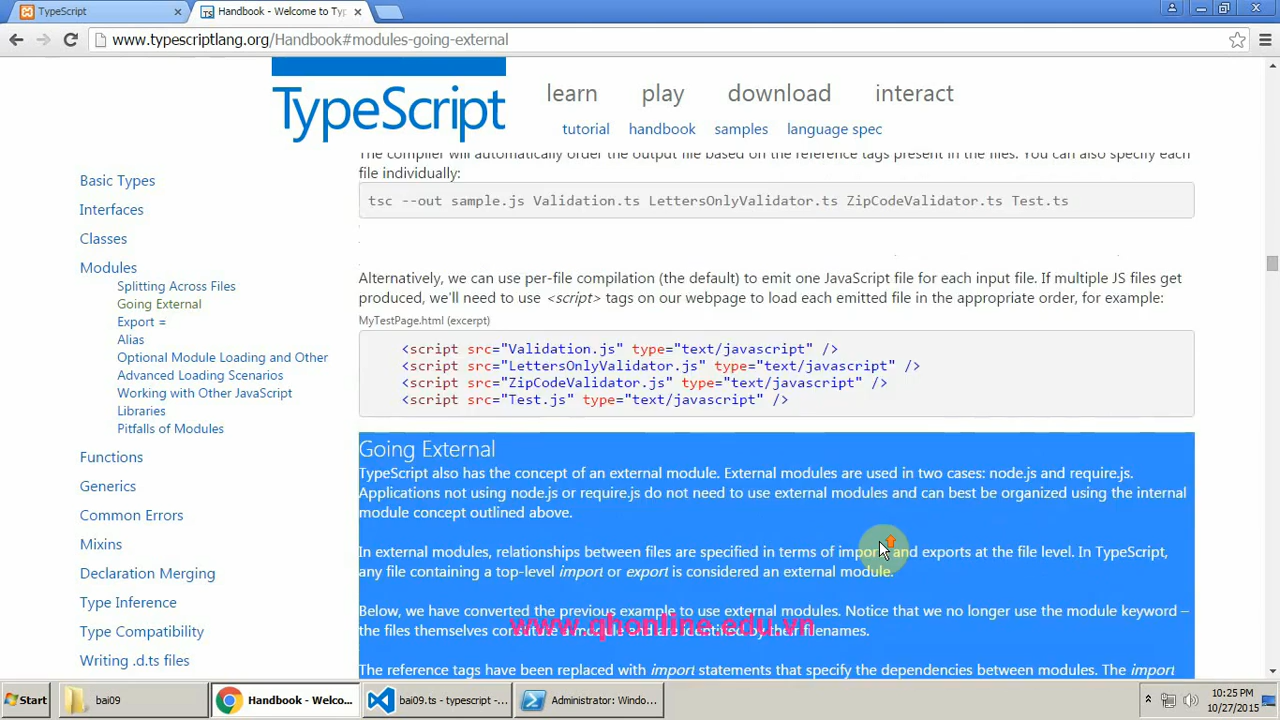 TypeScript
Handbook - Welcome to Typ
www.typescriptlang.org/Handbook#modules-going-external
TypeScript
learn play download interact
tutorial handbook samples language spec
Basic Types
Interfaces
Classes
Modules
Splitting Across Files
Going External
Export =
Alias
Optional Module Loading and Other
Advanced Loading Scenarios
Working with Other JavaScript
Libraries
Pitfalls of Modules
Functions
Generics
Common Errors
Mixins
Declaration Merging
Type Inference
Type Compatibility
Writing .d.ts files
The compiler will automatically order the output file based on the reference tags present in the files. You can also specify each
file individually:
tsc --out sample.js Validation.ts LettersOnlyValidator.ts ZipCodeValidator.ts Test.ts
Alternatively, we can use per-file compilation (the default) to emit one JavaScript file for each input file. If multiple JS files get
produced, we'll need to use <script> tags on our webpage to load each emitted file in the appropriate order, for example:
MyTestPage.html (excerpt)
<script src="Validation.js" type="text/javascript" />
<script src="LettersOnlyValidator.js" type="text/javascript" />
<script src="ZipCodeValidator.js" type="text/javascript" />
<script src="Test.js" type="text/javascript" />
Going External
TypeScript also has the concept of an external module. External modules are used in two cases: node.js and require.js.
Applications not using node.js or require.js do not need to use external modules and can best be organized using the internal
module concept outlined above.
In external modules, relationships between files are specified in terms of imports and exports at the file level. In TypeScript,
any file containing a top-level import or export is considered an external module.
Below, we have converted the previous example to use external modules. Notice that we no longer use the module keyword –
the files themselves constitute a module and are identified by their filenames.
www.qhonline.edu.vn
The reference tags have been replaced with import statements that specify the dependencies between modules. The import
Start
bai09
Handbook - Welco...
bai09.ts - typescript -...
Administrator: Windo...
10:25 PM
10/27/2015